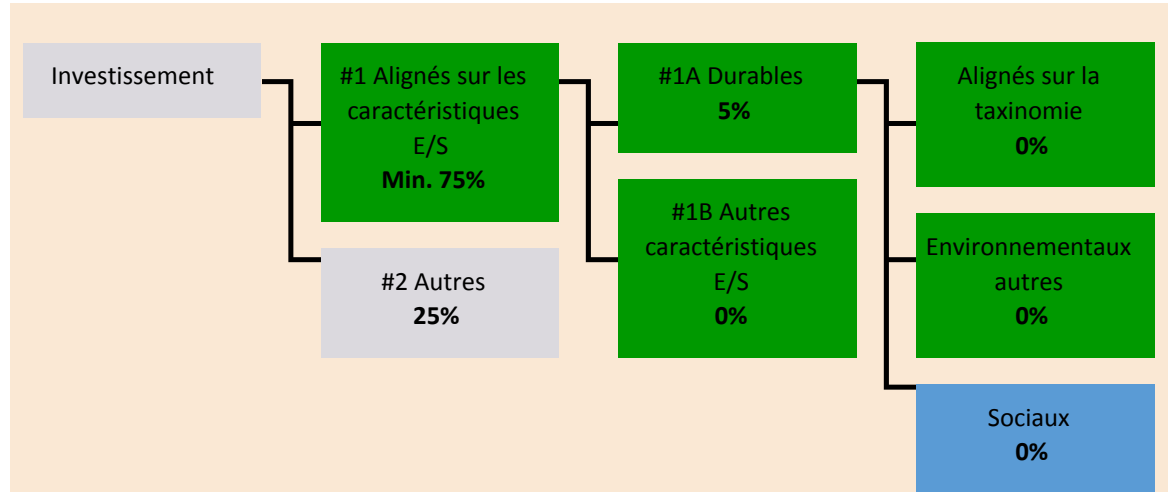 Investissement
#1 Alignés sur les
caractéristiques
E/S
Min. 75%
#2 Autres
25%
#1A Durables
5%
#1B Autres
caractéristiques
E/S
0%
Alignés sur la
taxinomie
0%
Environnementaux
autres
0%
Sociaux
0%